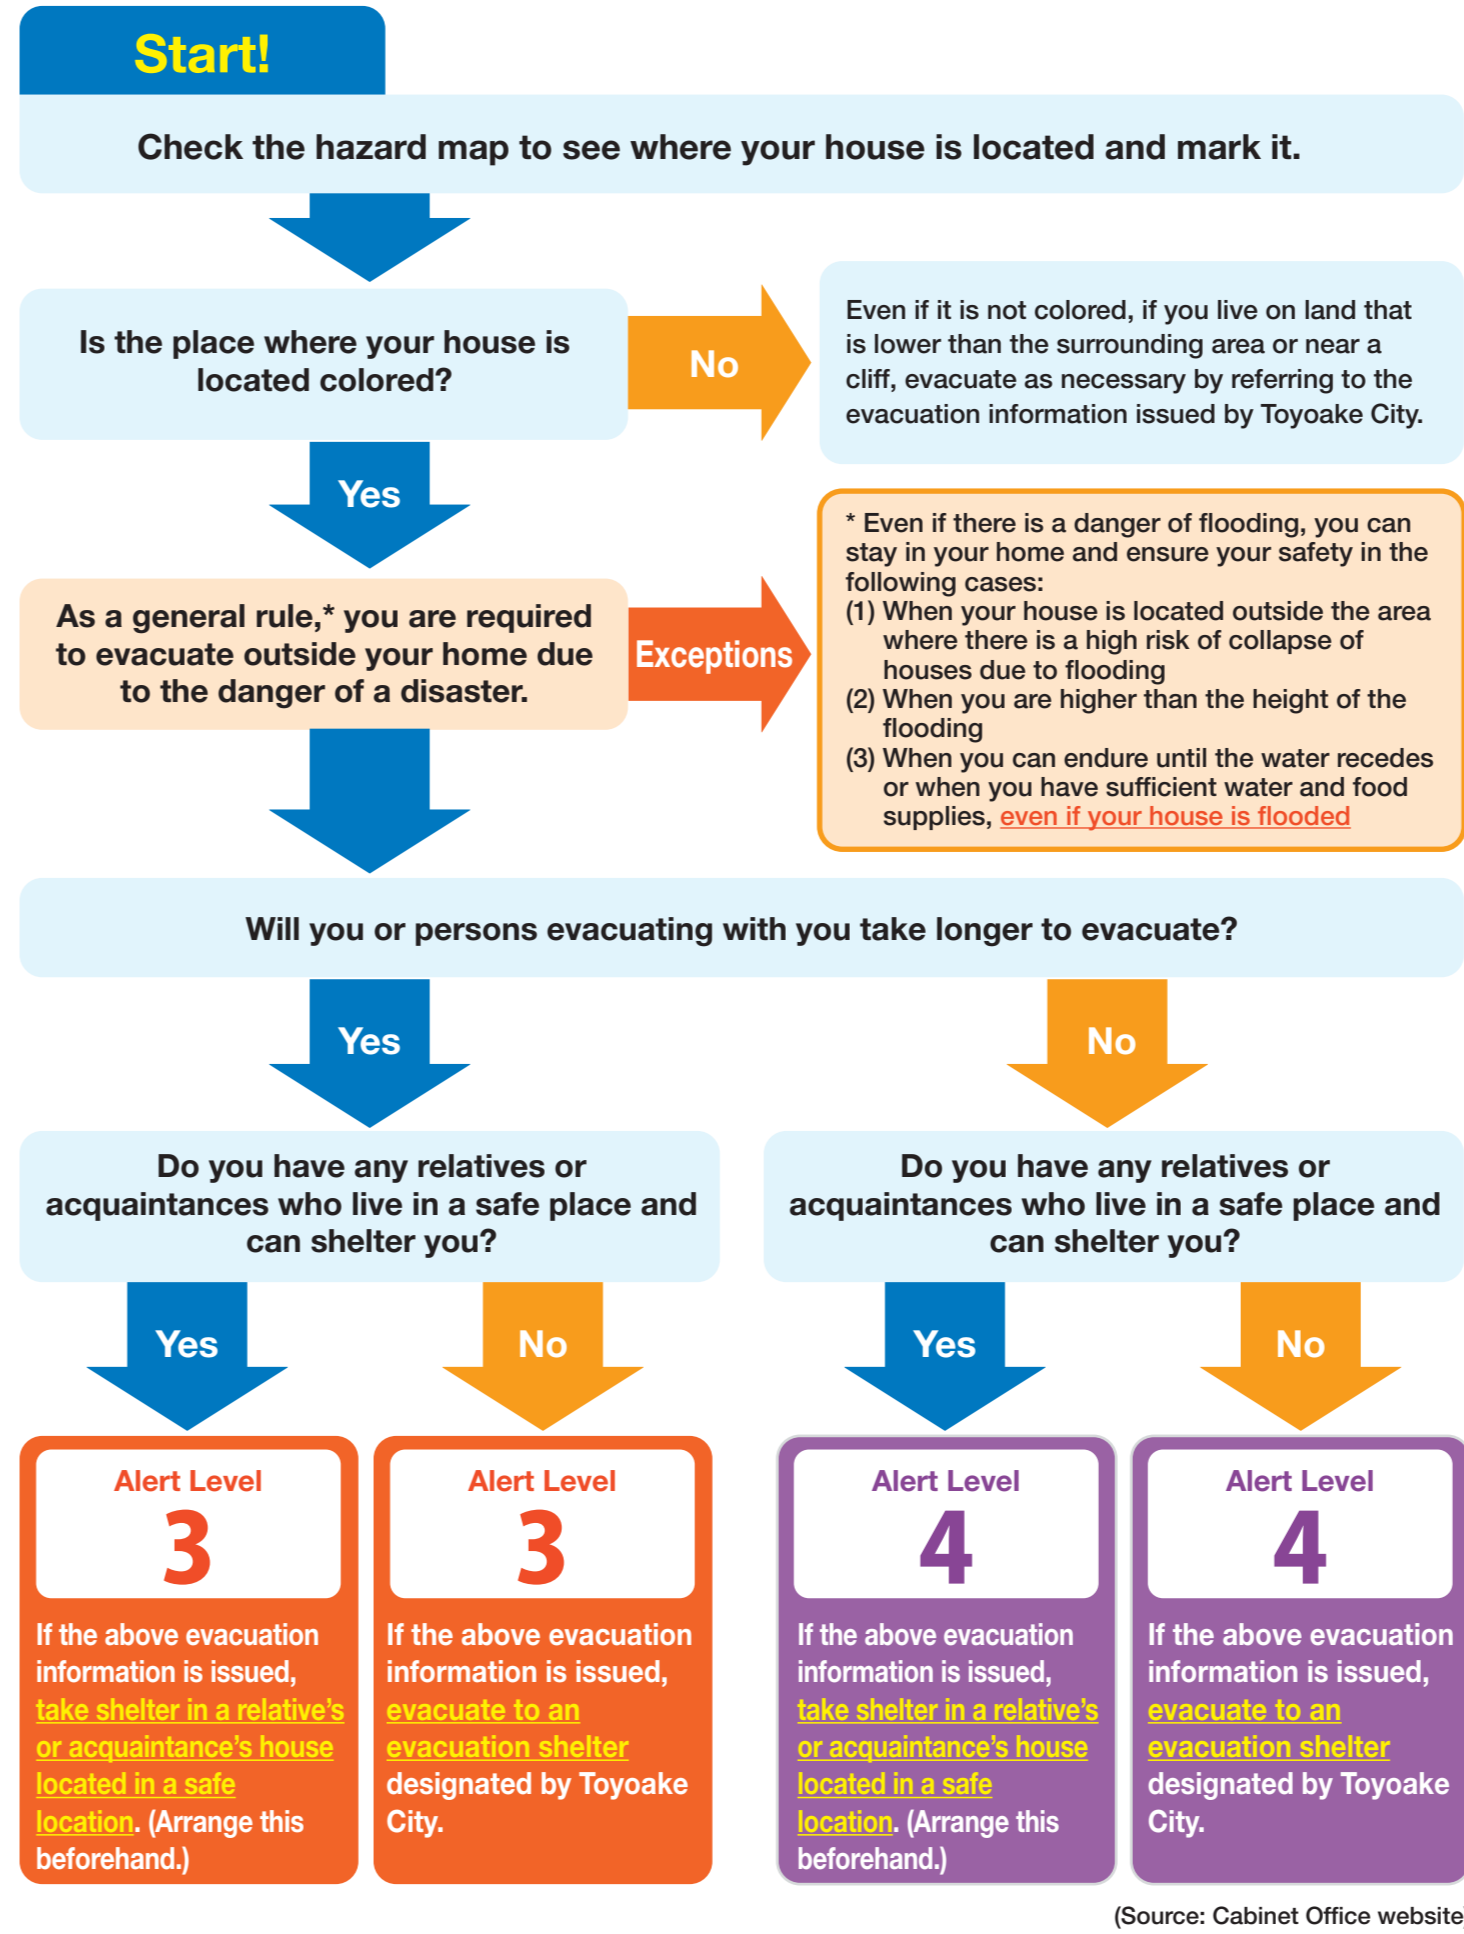 Start!
Check the hazard map to see where your house is located and mark it.
Is the place where your house is
located colored?
No
Even if it is not colored, if you live on land that
is lower than the surrounding area or near a
cliff, evacuate as necessary by referring to the
evacuation information issued by Toyoake City.
Yes
As a general rule,* you are required
to evacuate outside your home due
to the danger of a disaster.
Exceptions
* Even if there is a danger of flooding, you can
stay in your home and ensure your safety in the
following cases:
(1) When your house is located outside the area
where there is a high risk of collapse of
houses due to flooding
(2) When you are higher than the height of the
flooding
(3) When you can endure until the water recedes
or when you have sufficient water and food
supplies, even if your house is flooded
Will you or persons evacuating with you take longer to evacuate?
Yes
No
Do you have any relatives or
acquaintances who live in a safe place and
can shelter you?
Do you have any relatives or
acquaintances who live in a safe place and
can shelter you?
Yes
No
Yes
No
Alert Level
3
If the above evacuation
information is issued,
take shelter in a relative's
or acquaintance's house
located in a safe
location. (Arrange this
beforehand.)
Alert Level
3
If the above evacuation
information is issued,
evacuate to an
evacuation shelter
designated by Toyoake
City.
Alert Level
4
If the above evacuation
information is issued,
take shelter in a relative's
or acquaintance's house
located in a safe
location. (Arrange this
beforehand.)
Alert Level
4
If the above evacuation
information is issued,
evacuate to an
evacuation shelter
designated by Toyoake
City.
(Source: Cabinet Office website)